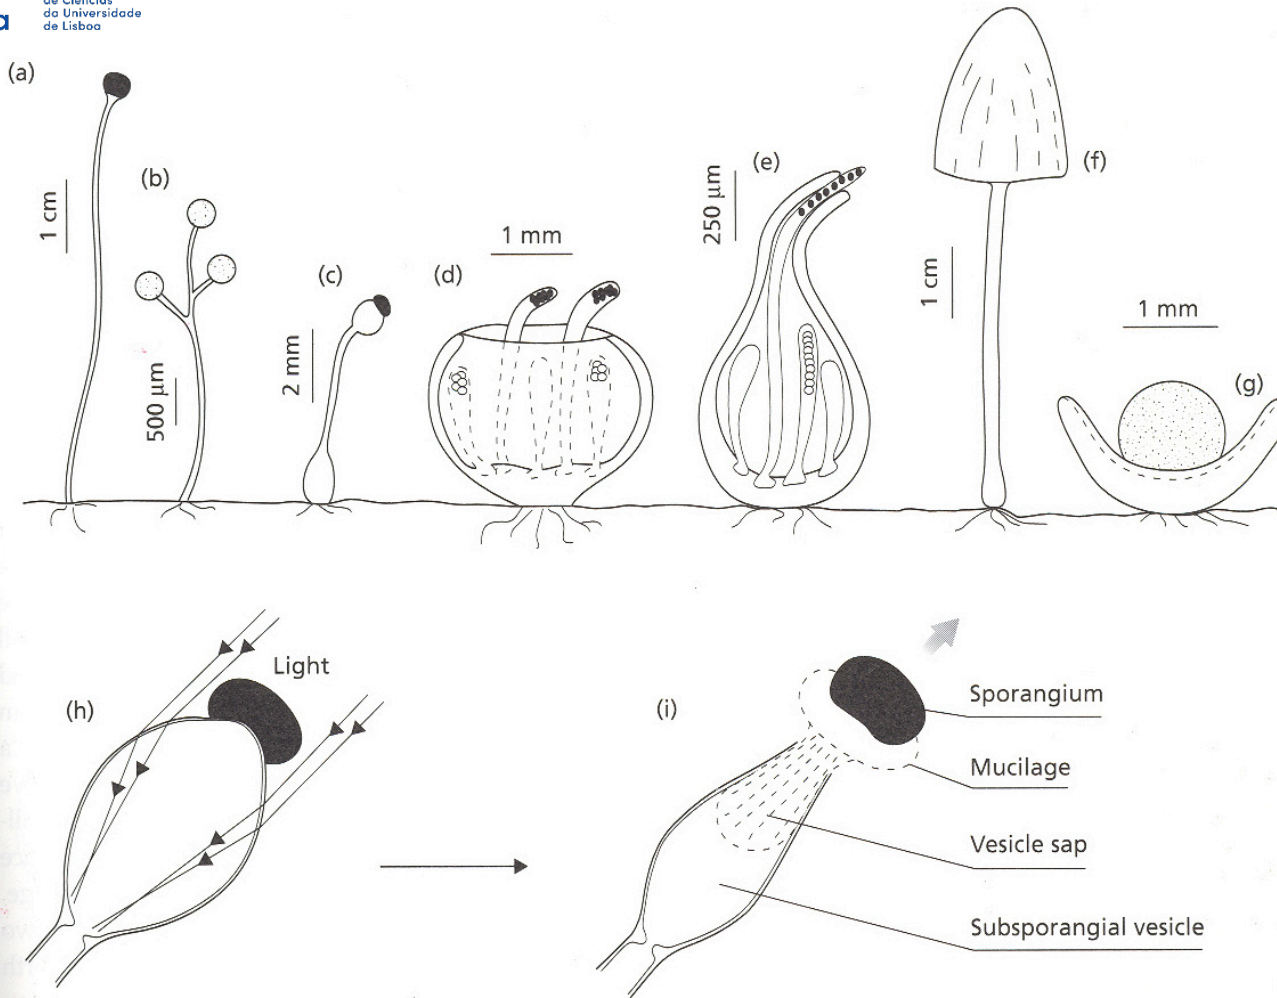 de Ciências
da Universidade
de Lisboa
a
(a)
(b)
(c)
(d)
(e)
(f)
(g)
1 cm
500 μm
2 mm
1 mm
250 μm
1 cm
1 mm
(h)
Light
(i)
Sporangium
Mucilage
Vesicle sap
Subsporangial vesicle